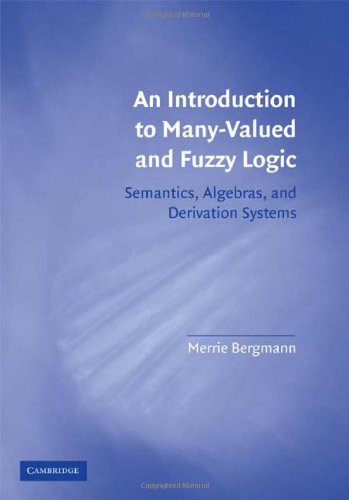 An Introduction
to Many-Valued
and Fuzzy Logic
Semantics, Algebras, and
Derivation Systems
Merrie Bergmann
CAMBRIDGE